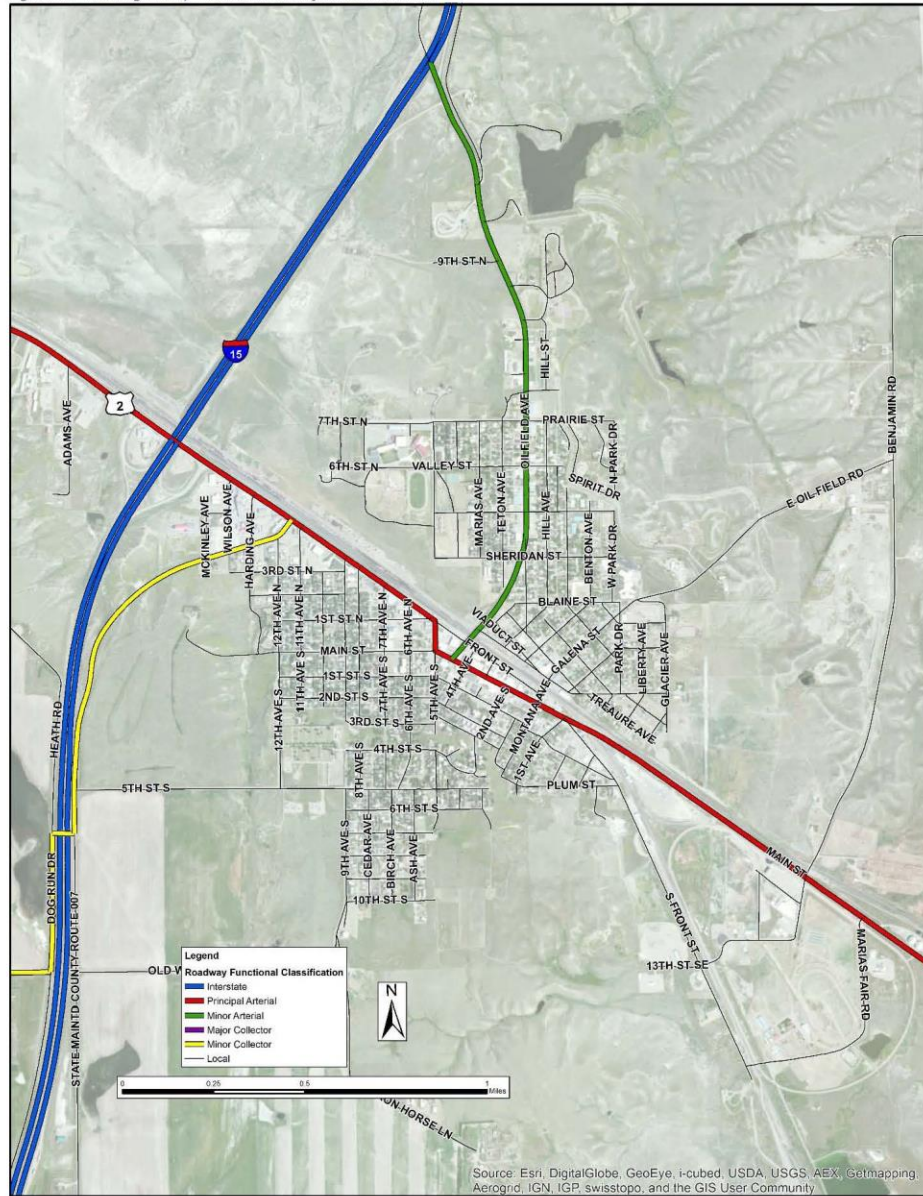 15
9TH ST N
HILL ST
2
ADAMS AVE
BENJAMIN RD
7TH ST N
PRAIRIE ST
OILFIELD AVE
N PARK DR
6TH ST N
VALLEY ST
SPIRIT DR
E OIL FIELD RD
MARIAS AVE
TETON AVE
HILL AVE
MCKINLEY AVE
WILSON AVE
HARDING AVE
SHERIDAN ST
BENTON AVE
W PARK DR
3RD ST N
12TH AVE N
11TH AVE N
1ST ST N
7TH AVE N
6TH AVE N
BLAINE ST
VIADUCT ST
FRONT ST
GALENA ST
PARK DR
LIBERTY AVE
GLACIER AVE
MAIN ST
1ST ST S
2ND ST S
3RD ST S
12TH AVE S
11TH AVE S
7TH AVE S
6TH AVE S
5TH AVE S
4TH AVE
2ND AVE S
MONTANA AVE
1ST AVE
TREAURE AVE
HEATH RD
4TH ST S
8TH AVE S
5TH ST S
PLUM ST
6TH ST S
9TH AVE S
CEDAR AVE
BIRCH AVE
ASH AVE
10TH ST S
MAIN ST
DOG RUN DR
S FRONT ST
13TH ST SE
MARIAS FAIR RD
STATE MAINTD COUNTY ROUTE 007
OLD
Legend
Roadway Functional Classification
Interstate
Principal Arterial
Minor Arterial
Major Collector
Minor Collector
Local
N
0 0.25 0.5 1
Miles
HORSE LN
Source: Esri, DigitalGlobe, GeoEye, i-cubed, USDA, USGS, AEX, Getmapping,
Aerogrid, IGN, IGP, swisstopo, and the GIS User Community